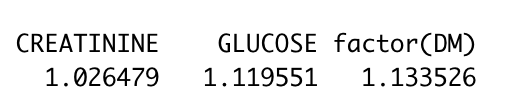 CREATININE GLUCOSE factor(DM)
1.026479 1.119551 1.133526